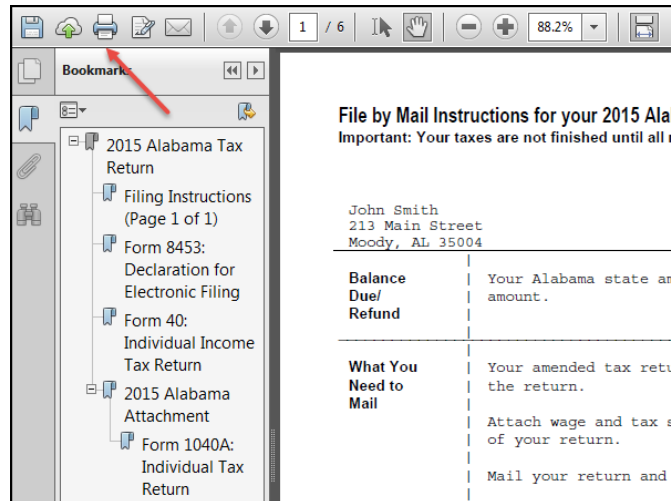 1 / 6
88.2%
Bookmark
2015 Alabama Tax
Return
Filing Instructions
(Page 1 of 1)
Form 8453:
Declaration for
Electronic Filing
Form 40:
Individual Income
Tax Return
2015 Alabama
Attachment
Form 1040A:
Individual Tax
Return
File by Mail Instructions for your 2015 Ala
Important: Your taxes are not finished until all
John Smith
213 Main Street
Moody, AL 35004
Balance
Due/
Refund
Your Alabama state am
amount.
What You
Need to
Mail
Your amended tax retu
the return.
Attach wage and tax s
of your return.
Mail your return and